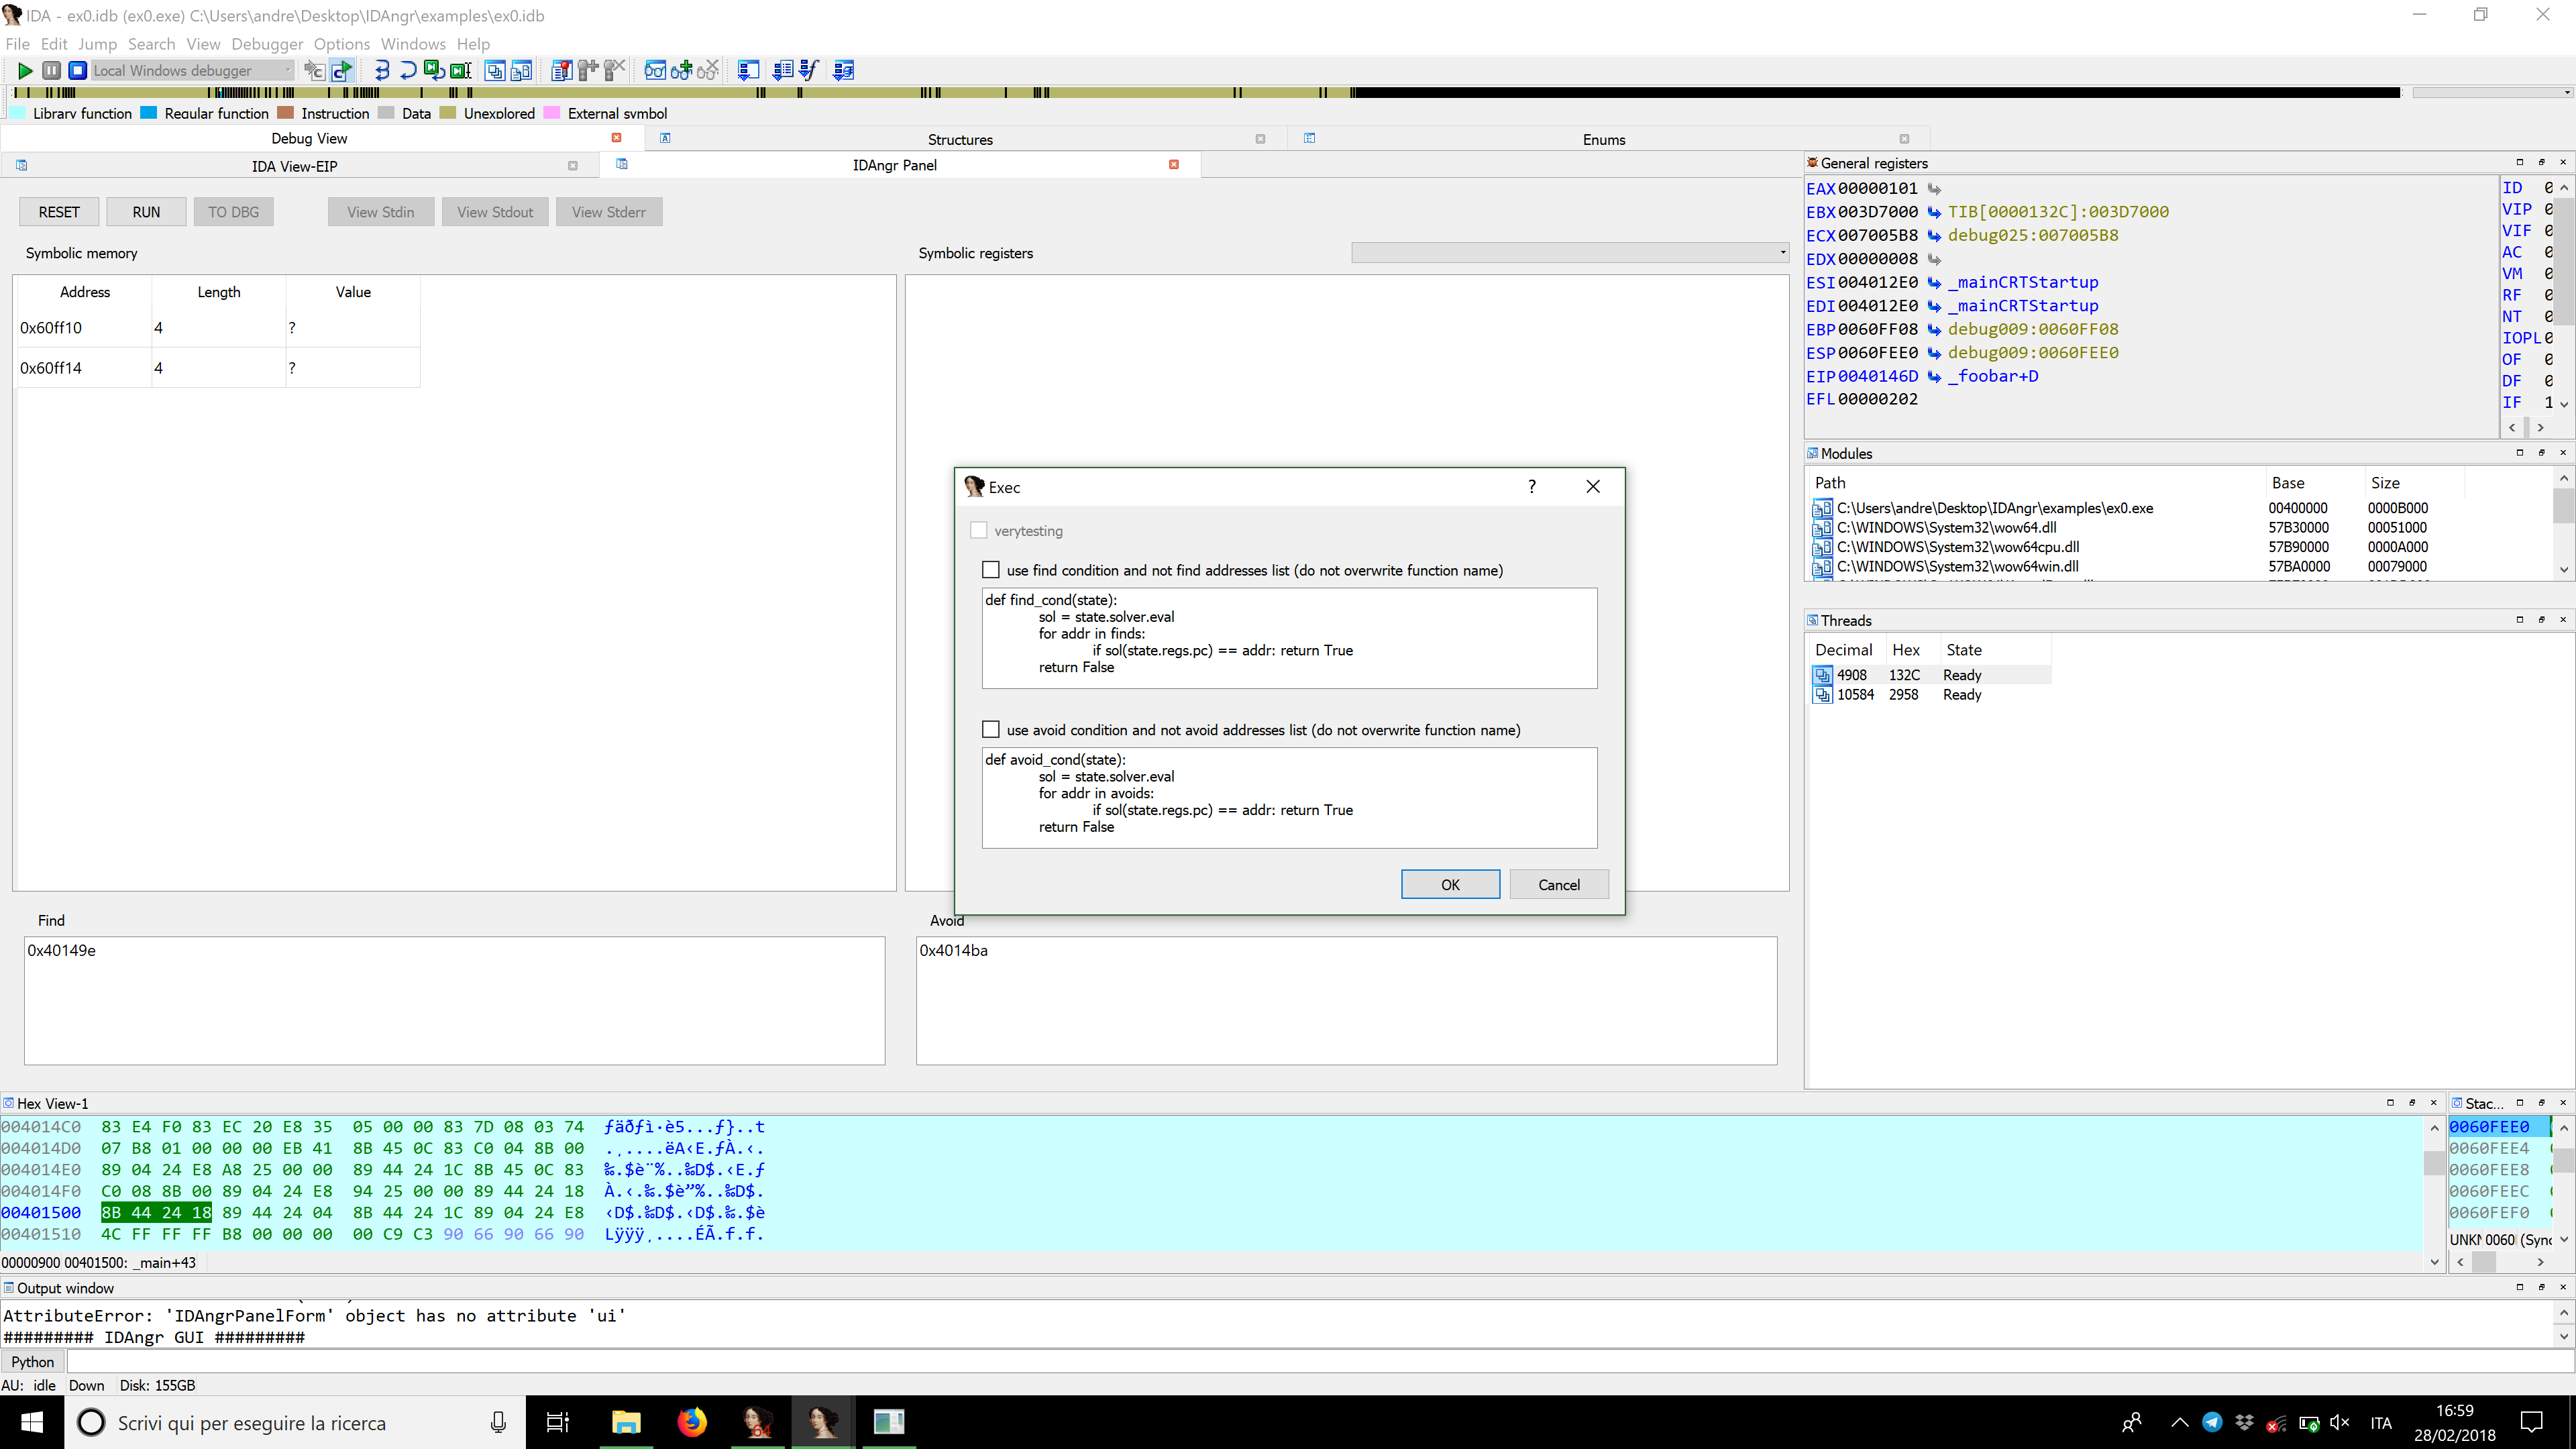 IDA - ex0.idb (ex0.exe) C:\Users\andre\Desktop\IDAngr\examples\ex0.idb
File Edit Jump Search View Debugger Options Windows Help
Local Windows debugger
Library function Regular function Instruction Data Unexplored External symbol
Debug View Structures Enums
IDA View-EIP IDAngr Panel
RESET RUN TO DBG View Stdin View Stdout View Stderr
Symbolic memory Symbolic registers
Address Length Value
0x60ff10 4 ?
0x60ff14 4 ?
Exec ?
verytesting
use find condition and not find addresses list (do not overwrite function name)
def find_cond(state):
sol = state.solver.eval
for addr in finds:
if sol(state.regs.pc) == addr: return True
return False
use avoid condition and not avoid addresses list (do not overwrite function name)
def avoid_cond(state):
sol = state.solver.eval
for addr in avoids:
if sol(state.regs.pc) == addr: return True
return False
OK Cancel
Find Avoid
0x40149e 0x4014ba
General registers
EAX 00000101
EBX 003D7000 TIB[0000132C]:003D7000
ECX 007005B8 debug025:007005B8
EDX 00000008
ESI 004012E0 _mainCRTStartup
EDI 004012E0 _mainCRTStartup
EBP 0060FF08 debug009:0060FF08
ESP 0060FEE0 debug009:0060FEE0
EIP 0040146D _foobar+D
EFL 00000202
ID 0
VIP 0
VIF 0
AC 0
VM 0
RF 0
NT 0
IOPL 0
OF 0
DF 0
IF 1
Modules
Path Base Size
C:\Users\andre\Desktop\IDAngr\examples\ex0.exe 00400000 0000B000
C:\WINDOWS\System32\wow64.dll 57B30000 00051000
C:\WINDOWS\System32\wow64cpu.dll 57B90000 0000A000
C:\WINDOWS\System32\wow64win.dll 57BA0000 00079000
Threads
Decimal Hex State
4908 132C Ready
10584 2958 Ready
Hex View-1
004014C0 83 E4 F0 83 EC 20 E8 35 05 00 00 83 7D 08 03 74 ƒäðƒì·è5...ƒ}..t
004014D0 07 B8 01 00 00 00 EB 41 8B 45 0C 83 C0 04 8B 00 .¸....ëA‹E.ƒÀ.‹.
004014E0 89 04 24 E8 A8 25 00 00 89 44 24 1C 8B 45 0C 83 ‰.$è¨%..‰D$.‹E.ƒ
004014F0 C0 08 8B 00 89 04 24 E8 94 25 00 00 89 44 24 18 À.‹.‰.$è”%..‰D$.
00401500 8B 44 24 18 89 44 24 04 8B 44 24 1C 89 04 24 E8 ‹D$.‰D$.‹D$.‰.$è
00401510 4C FF FF FF B8 00 00 00 00 C9 C3 90 66 90 66 90 Lÿÿÿ¸....ÉÃ.f.f.
00000900 00401500: _main+43
Stac...
0060FEE0
0060FEE4
0060FEE8
0060FEEC
0060FEF0
UNKN 0060 (Sync
Output window
AttributeError: 'IDAngrPanelForm' object has no attribute 'ui'
######### IDAngr GUI #########
Python
AU: idle Down Disk: 155GB
Scrivi qui per eseguire la ricerca
64
ITA
16:59
28/02/2018